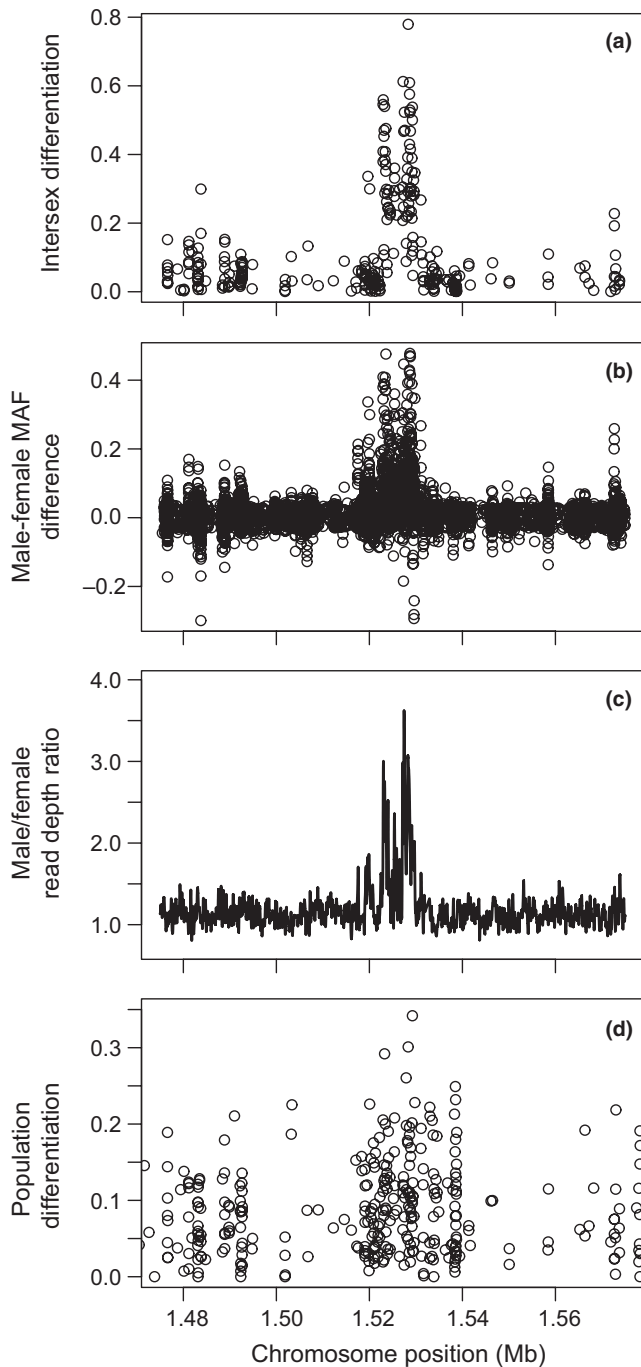 (a)
Intersex differentiation
0.8
0.6
0.4
0.2
0.0
(b)
Male-female MAF
difference
0.4
0.2
0.0
–0.2
(c)
Male/female
read depth ratio
4.0
3.0
2.0
1.0
(d)
Population
differentiation
0.3
0.2
0.1
0.0
1.48 1.50 1.52 1.54 1.56
Chromosome position (Mb)